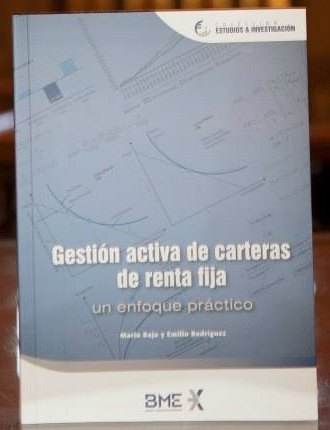 COLECCIÓN
ESTUDIOS & INVESTIGACIÓN
Gestión activa de carteras
de renta fija
un enfoque práctico
Mario Bajo y Emilio Rodríguez
BME X